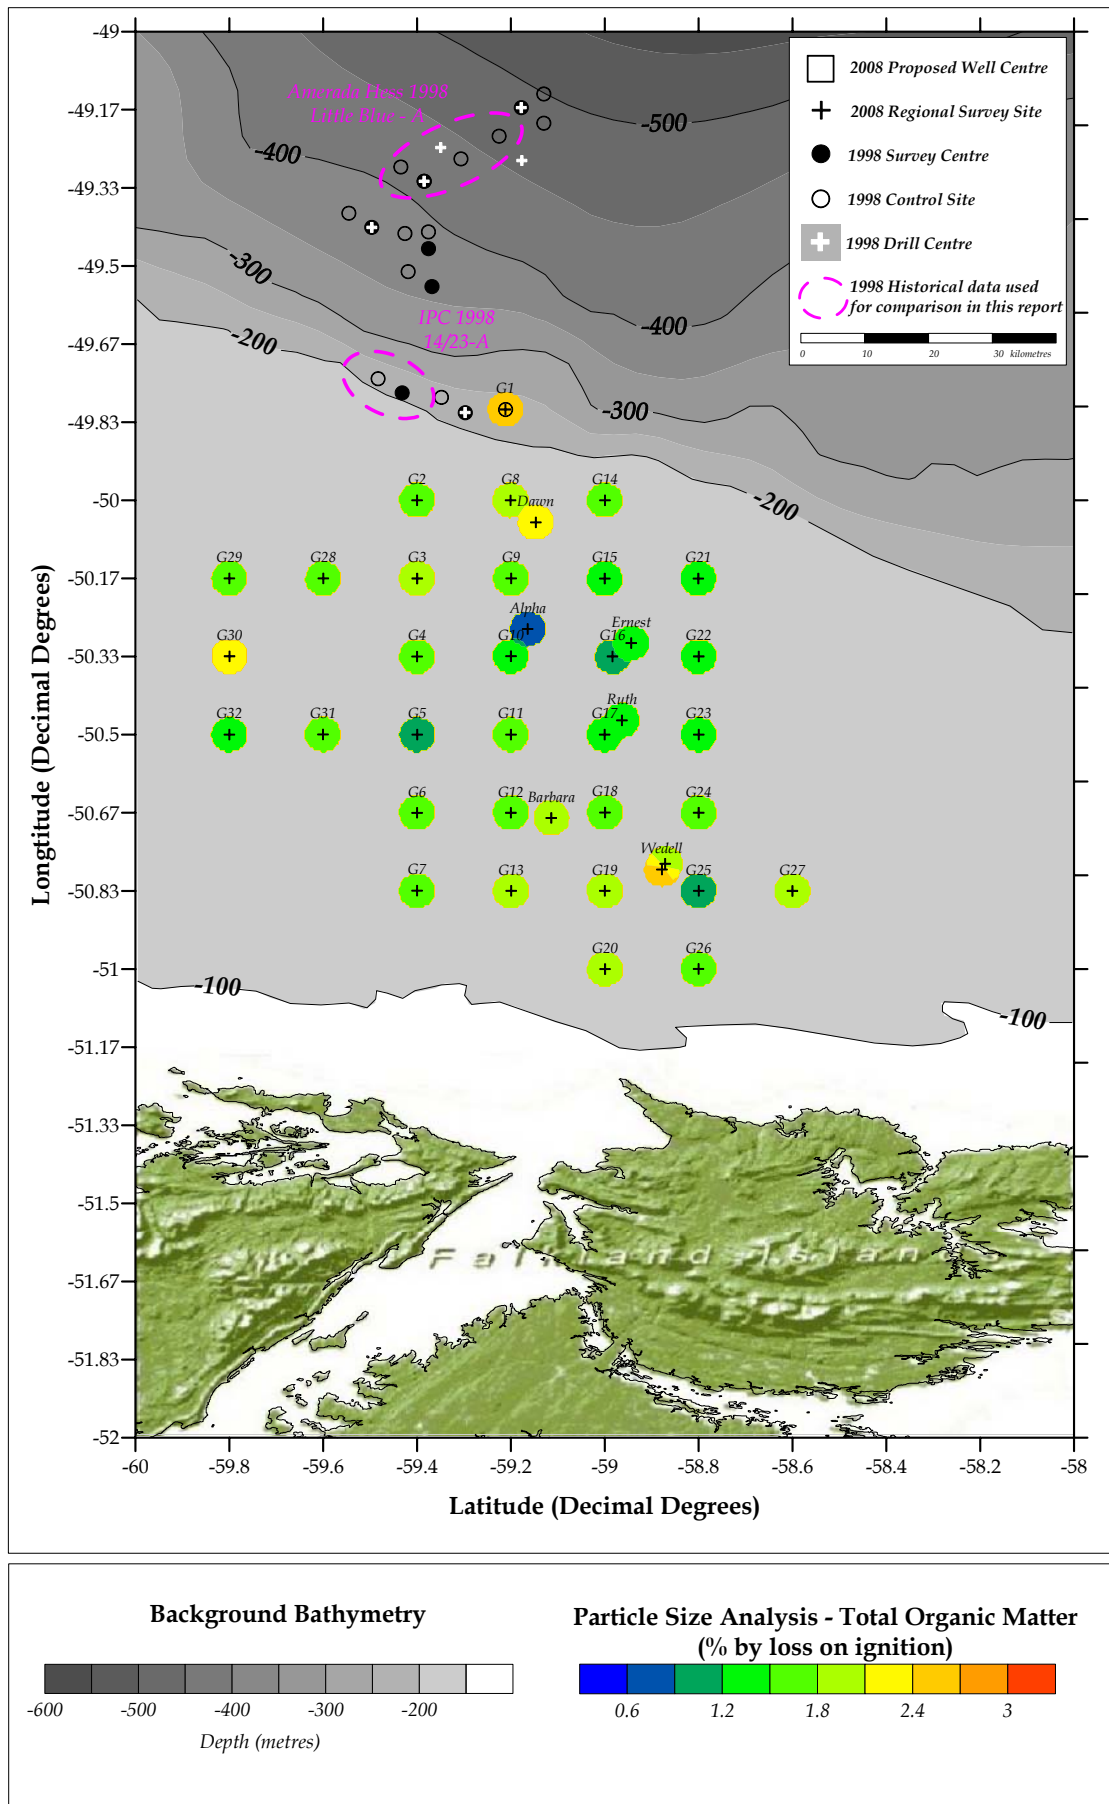 -49
-49.17
-49.33
-49.5
-49.67
-49.83
-50
-50.17
-50.33
-50.5
-50.67
-50.83
-51
-51.17
-51.33
-51.5
-51.67
-51.83
-52
Longtitude (Decimal Degrees)
Amerada Hess 1998
Little Blue - A
-500
-400
-300
-400
-200
IPC 1998
14/23-A
-300
-200
2008 Proposed Well Centre
2008 Regional Survey Site
1998 Survey Centre
1998 Control Site
1998 Drill Centre
1998 Historical data used
for comparison in this report
0 10 20 30 kilometres
G1
G2 G8 G14
Dawn
G29 G28 G3 G9 G15 G21
Alpha
Ernest
G30 G4 G10 G16 G22
Ruth
G32 G31 G5 G11 G17 G23
G6 G12 Barbara G18 G24
Wedell
G7 G13 G19 G25 G27
G20 G26
-100
-100
Falkland Islands
-60 -59.8 -59.6 -59.4 -59.2 -59 -58.8 -58.6 -58.4 -58.2 -58
Latitude (Decimal Degrees)
Background Bathymetry
-600 -500 -400 -300 -200
Depth (metres)
Particle Size Analysis - Total Organic Matter
(% by loss on ignition)
0.6 1.2 1.8 2.4 3